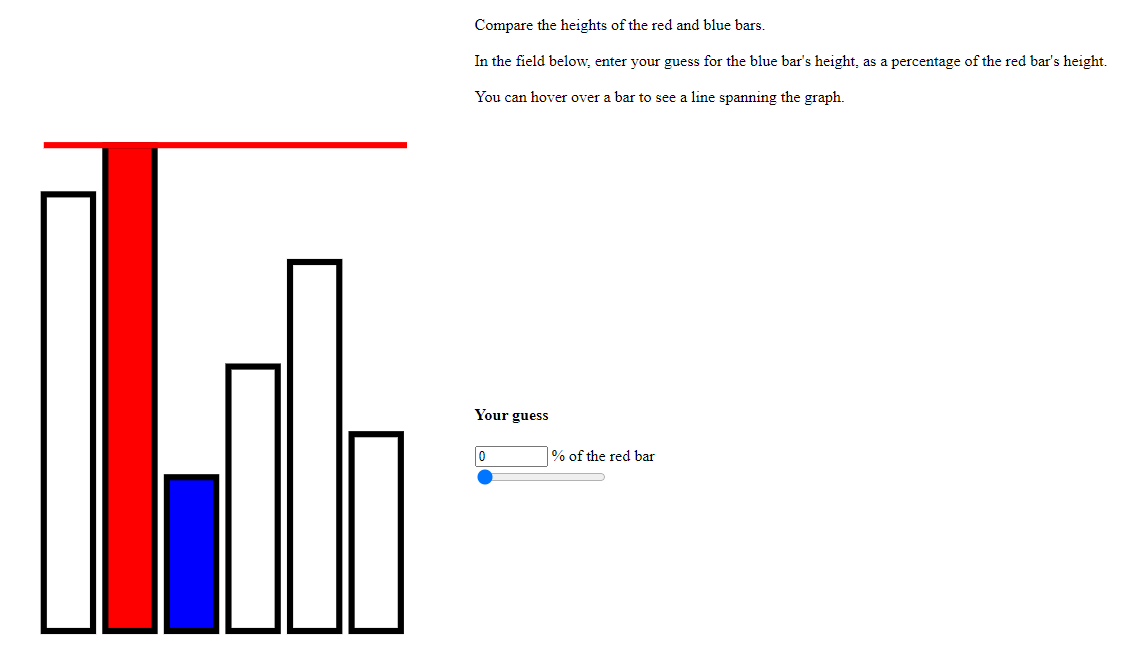 Compare the heights of the red and blue bars.
In the field below, enter your guess for the blue bar's height, as a percentage of the red bar's height.
You can hover over a bar to see a line spanning the graph.
Your guess
0 % of the red bar